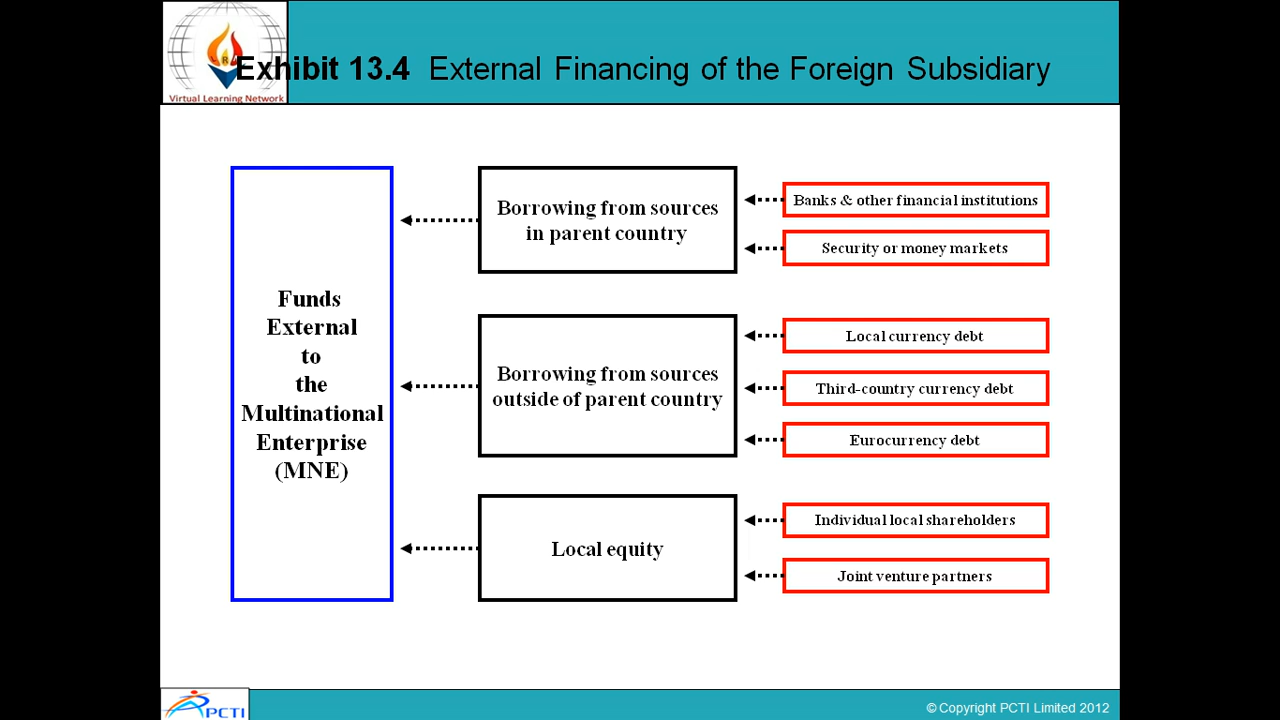 Exhibit 13.4 External Financing of the Foreign Subsidiary
Virtual Learning Network
Funds
External
to
the
Multinational
Enterprise
(MNE)
Borrowing from sources
in parent country
Banks & other financial institutions
Security or money markets
Borrowing from sources
outside of parent country
Local currency debt
Third-country currency debt
Eurocurrency debt
Local equity
Individual local shareholders
Joint venture partners
PCTI
© Copyright PCTI Limited 2012